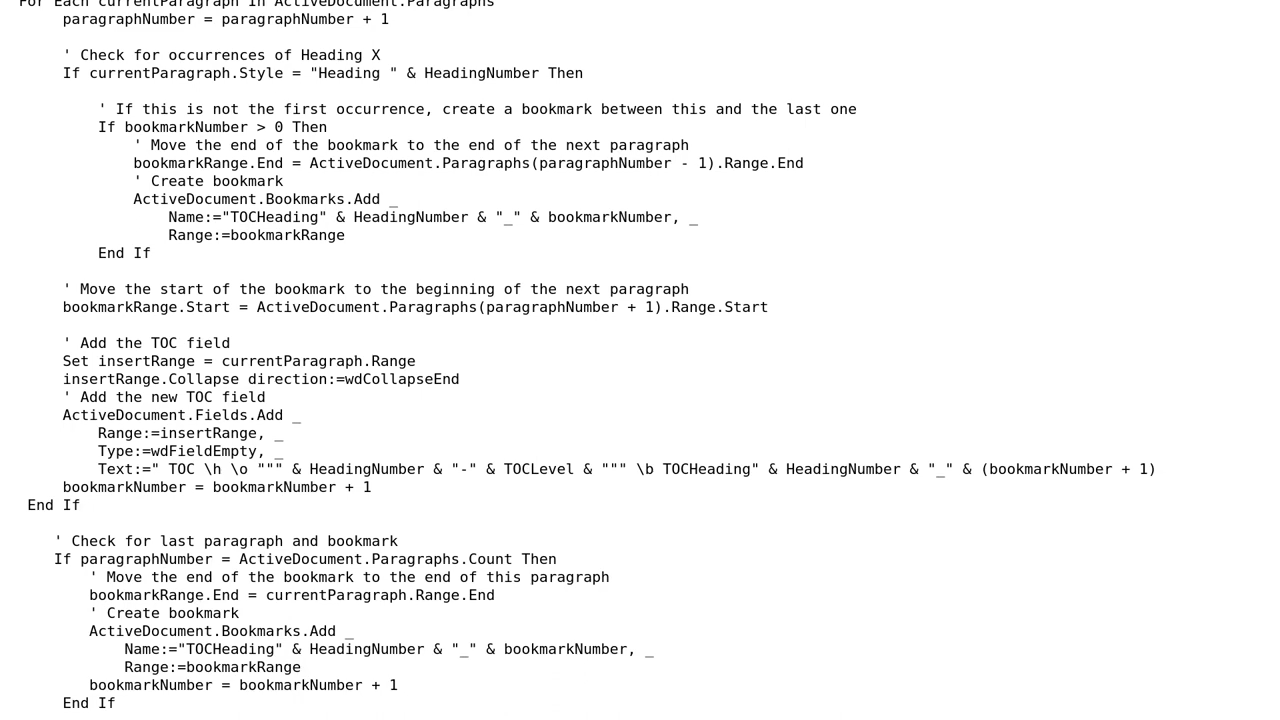 For Each currentParagraph In ActiveDocument.Paragraphs
paragraphNumber = paragraphNumber + 1
' Check for occurrences of Heading X
If currentParagraph.Style = "Heading " & HeadingNumber Then
' If this is not the first occurrence, create a bookmark between this and the last one
If bookmarkNumber > 0 Then
' Move the end of the bookmark to the end of the next paragraph
bookmarkRange.End = ActiveDocument.Paragraphs(paragraphNumber - 1).Range.End
' Create bookmark
ActiveDocument.Bookmarks.Add _
Name:="TOCHeading" & HeadingNumber & "_" & bookmarkNumber, _
Range:=bookmarkRange
End If
' Move the start of the bookmark to the beginning of the next paragraph
bookmarkRange.Start = ActiveDocument.Paragraphs(paragraphNumber + 1).Range.Start
' Add the TOC field
Set insertRange = currentParagraph.Range
insertRange.Collapse direction:=wdCollapseEnd
' Add the new TOC field
ActiveDocument.Fields.Add _
Range:=insertRange, _
Type:=wdFieldEmpty, _
Text:=" TOC \h \o """ & HeadingNumber & "-" & TOCLevel & """ \b TOCHeading" & HeadingNumber & "_" & (bookmarkNumber + 1)
bookmarkNumber = bookmarkNumber + 1
End If
' Check for last paragraph and bookmark
If paragraphNumber = ActiveDocument.Paragraphs.Count Then
' Move the end of the bookmark to the end of this paragraph
bookmarkRange.End = currentParagraph.Range.End
' Create bookmark
ActiveDocument.Bookmarks.Add _
Name:="TOCHeading" & HeadingNumber & "_" & bookmarkNumber, _
Range:=bookmarkRange
bookmarkNumber = bookmarkNumber + 1
End If